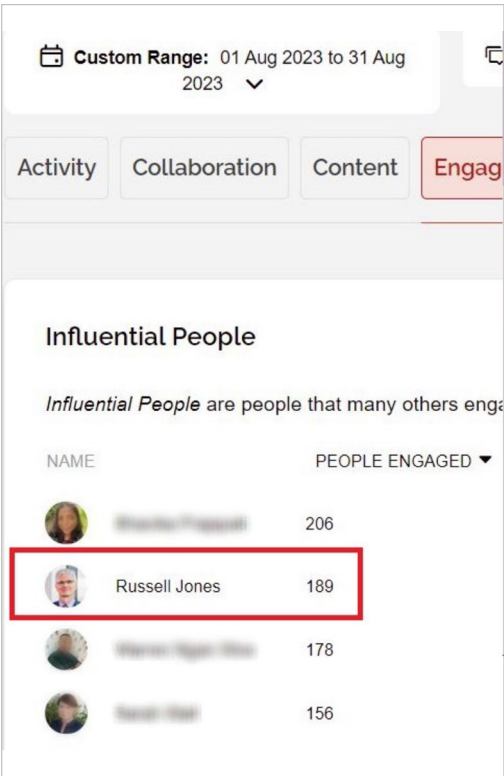 Custom Range: 01 Aug 2023 to 31 Aug
2023
Activity Collaboration Content Engag
Influential People
Influential People are people that many others enga
NAME PEOPLE ENGAGED
206
Russell Jones 189
178
156